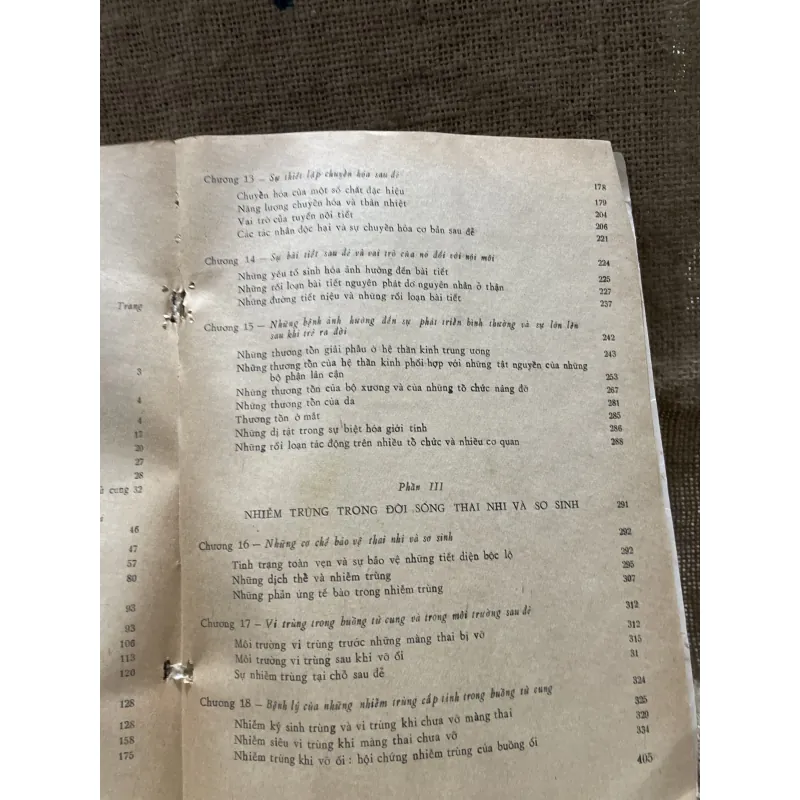 Trang
3
4
4
17
20
27
28
ử cung 32
46
47
57
80
93
93
106
113
120
128
128
158
175
Chương 13 — Sự thiết lập chuyển hóa sau đẻ 178
Chuyển hóa của một số chất đặc hiệu 179
Năng lượng chuyển hóa và thân nhiệt 204
Vai trò của tuyến nội tiết 206
Các tác nhân độc hại và sự chuyển hóa cơ bản sau đẻ 221
Chương 14 — Sự bài tiết sau đẻ và vai trò của nó đối với nội môi 224
Những yếu tố sinh hóa ảnh hưởng đến bài tiết 225
Những rối loạn bài tiết nguyên phát do nguyên nhân ở thận 227
Những đường tiết niệu và những rối loạn bài tiết 237
Chương 15 — Những bệnh ảnh hưởng đến sự phát triển bình thường và sự lớn lên
sau khi trẻ ra đời 242
Những thương tổn giải phẫu ở hệ thần kinh trung ương 243
Những thương tổn của hệ thần kinh phối hợp với những tật nguyền của những
bộ phận lân cận 253
Những thương tổn của bộ xương và của những tổ chức nâng đỡ 267
Những thương tổn của da 281
Thương tổn ở mắt 285
Những dị tật trong sự biệt hóa giới tính 286
Những rối loạn tác động trên nhiều tổ chức và nhiều cơ quan 288
Phần III
NHIỄM TRÙNG TRONG ĐỜI SỐNG THAI NHI VÀ SƠ SINH 291
Chương 16 — Những cơ chế bảo vệ thai nhi và sơ sinh 292
Tình trạng toàn vẹn và sự bảo vệ những tiết diện bộc lộ 292
Những dịch thể và nhiễm trùng 295
Những phản ứng tế bào trong nhiễm trùng 307
Chương 17 — Vi trùng trong buồng tử cung và trong môi trường sau đẻ 312
Môi trường vi trùng trước những màng thai bị vỡ 312
Môi trường vi trùng sau khi vỡ ối 315
Sự nhiễm trùng tại chỗ sau đẻ 31
Chương 18 — Bệnh lý của những nhiễm trùng cấp tính trong buồng tử cung 324
Nhiễm ký sinh trùng và vi trùng khi chưa vỡ màng thai 325
Nhiễm siêu vi trùng khi màng thai chưa vỡ 329
Nhiễm trùng khi vỡ ối : hội chứng nhiễm trùng của buồng ối 334
405